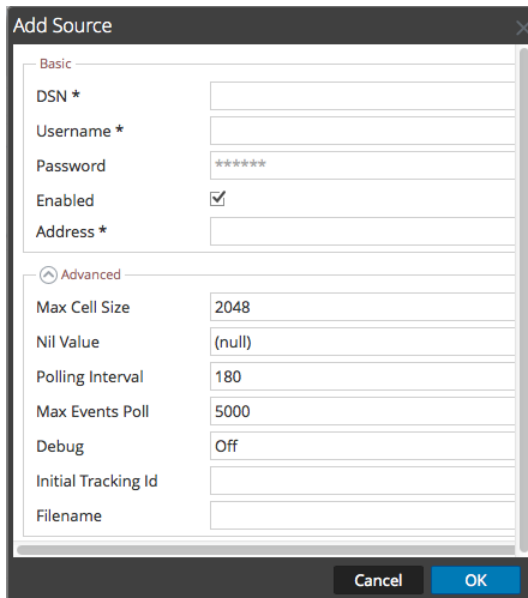 Add Source
Basic
DSN *
Username *
Password ******
Enabled
Address *
Advanced
Max Cell Size 2048
Nil Value (null)
Polling Interval 180
Max Events Poll 5000
Debug Off
Initial Tracking Id
Filename
Cancel OK